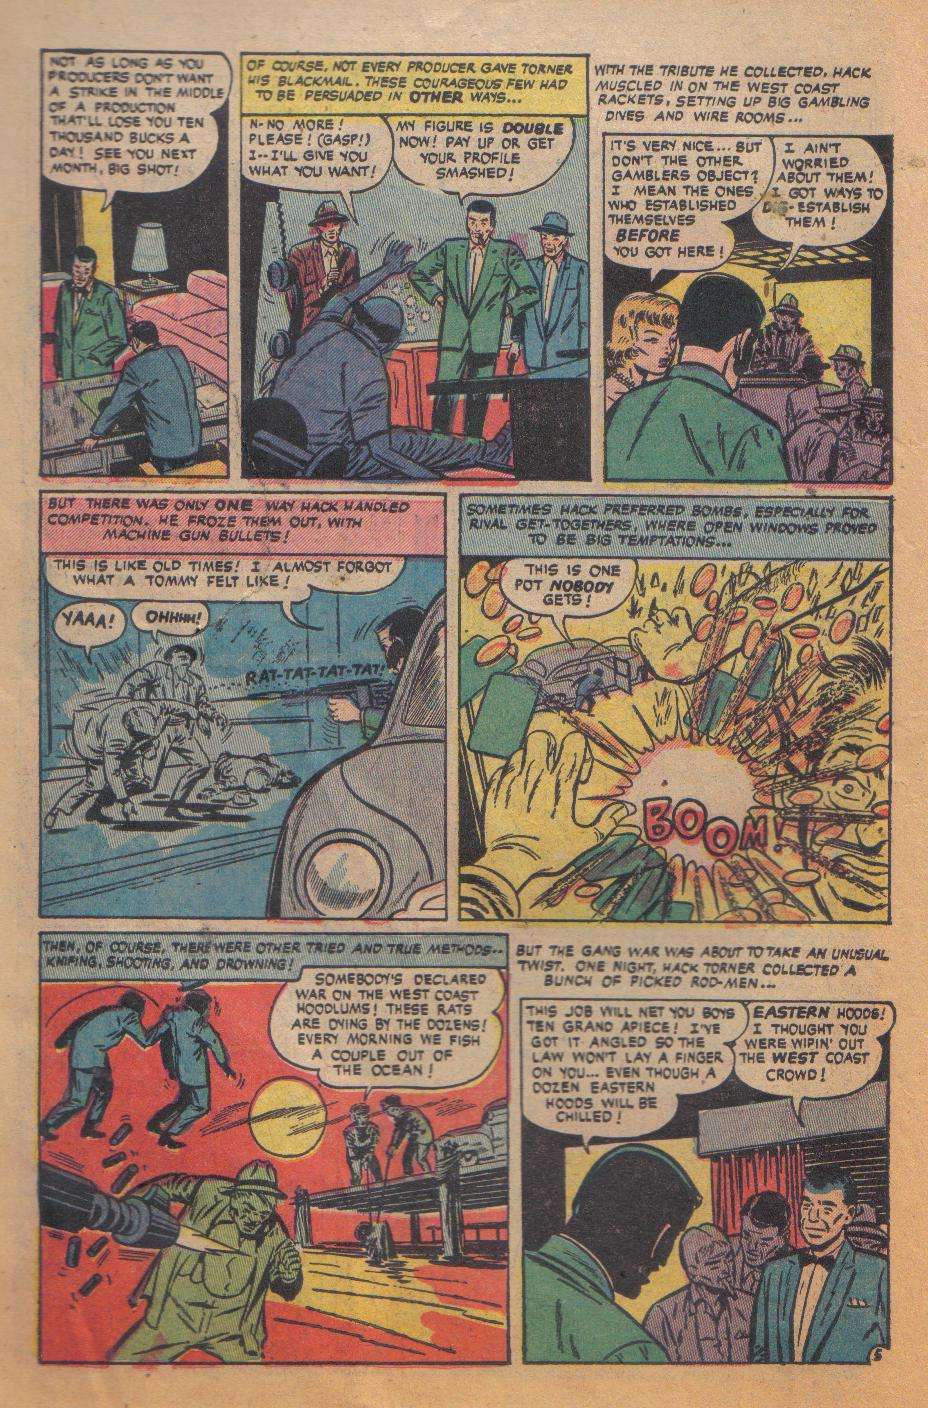 NOT AS LONG AS YOU
PRODUCERS DON'T WANT
A STRIKE IN THE MIDDLE
OF A PRODUCTION
THAT'LL LOSE YOU TEN
THOUSAND BUCKS A
DAY! SEE YOU NEXT
MONTH, BIG SHOT!
OF COURSE, NOT EVERY PRODUCER GAVE TORNER
HIS BLACKMAIL. THESE COURAGEOUS FEW HAD
TO BE PERSUADED IN OTHER WAYS...
N-NO MORE!
PLEASE! (GASP!)
I--I'LL GIVE YOU
WHAT YOU WANT!
MY FIGURE IS DOUBLE
NOW! PAY UP OR GET
YOUR PROFILE
SMASHED!
WITH THE TRIBUTE HE COLLECTED, HACK
MUSCLED IN ON THE WEST COAST
RACKETS, SETTING UP BIG GAMBLING
DIVES AND WIRE ROOMS...
IT'S VERY NICE... BUT
DON'T THE OTHER
GAMBLERS OBJECT?
I MEAN THE ONES
WHO ESTABLISHED
THEMSELVES
BEFORE
YOU GOT HERE!
I AIN'T
WORRIED
ABOUT THEM!
I GOT WAYS TO
DIS-ESTABLISH
THEM!
BUT THERE WAS ONLY ONE WAY HACK HANDLED
COMPETITION. HE FROZE THEM OUT, WITH
MACHINE GUN BULLETS!
THIS IS LIKE OLD TIMES! I ALMOST FORGOT
WHAT A TOMMY FELT LIKE!
YAAA!
OHHHH!
RAT-TAT-TAT-TAT!
SOMETIMES HACK PREFERRED BOMBS, ESPECIALLY FOR
RIVAL GET-TOGETHERS, WHERE OPEN WINDOWS PROVED
TO BE BIG TEMPTATIONS...
THIS IS ONE
POT NOBODY
GETS!
BOOM!
THEN, OF COURSE, THERE WERE OTHER TRIED AND TRUE METHODS--
KNIFING, SHOOTING, AND DROWNING!
SOMEBODY'S DECLARED
WAR ON THE WEST COAST
HOODLUMS! THESE RATS
ARE DYING BY THE DOZENS!
EVERY MORNING WE FISH
A COUPLE OUT OF
THE OCEAN!
BUT THE GANG WAR WAS ABOUT TO TAKE AN UNUSUAL
TWIST. ONE NIGHT, HACK TORNER COLLECTED A
BUNCH OF PICKED ROD-MEN...
THIS JOB WILL NET YOU BOYS
TEN GRAND APIECE! I'VE
GOT IT ANGLED SO THE
LAW WON'T LAY A FINGER
ON YOU... EVEN THOUGH A
DOZEN EASTERN
HOODS WILL BE
CHILLED!
EASTERN HOODS!
I THOUGHT YOU
WERE WIPIN' OUT
THE WEST COAST
CROWD!
5